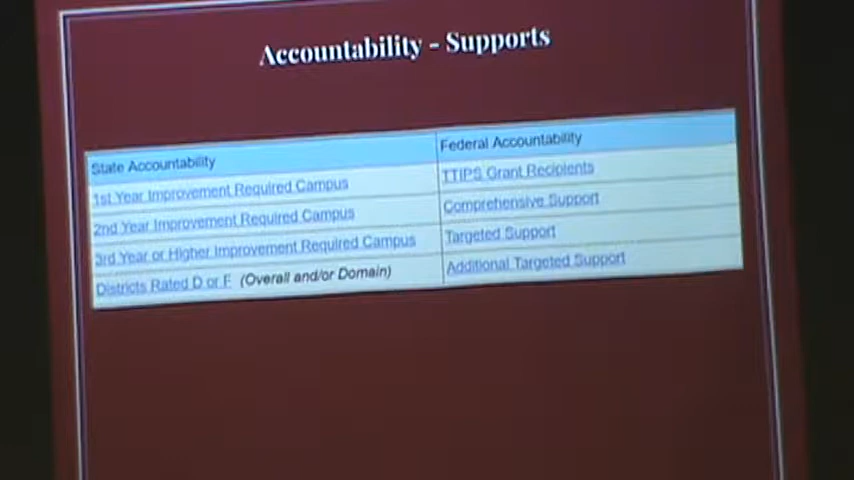 Accountability - Supports
State Accountability
Federal Accountability
1st Year Improvement Required Campus
TTIPS Grant Recipients
2nd Year Improvement Required Campus
Comprehensive Support
3rd Year or Higher Improvement Required Campus
Targeted Support
Districts Rated D or F (Overall and/or Domain)
Additional Targeted Support